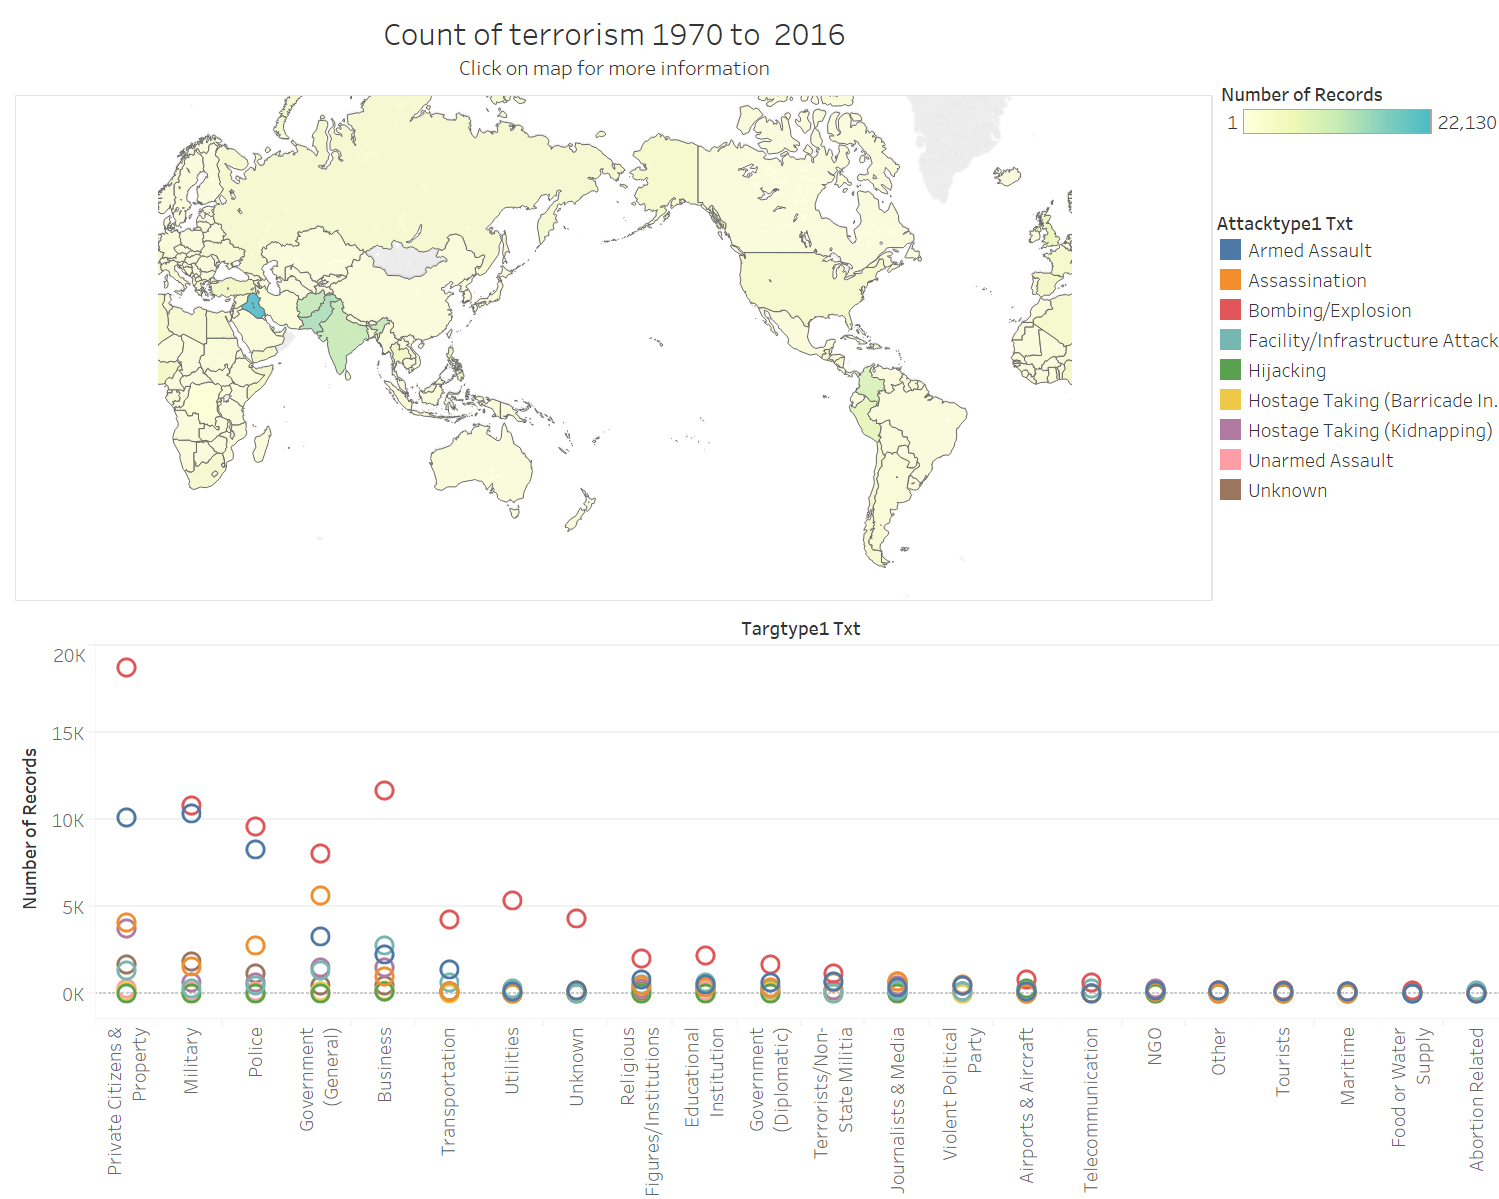 Count of terrorism 1970 to  2016
Click on map for more information
Number of Records
1
22,130
Attacktype1 Txt
Armed Assault
Assassination
Bombing/Explosion
Facility/Infrastructure Attack
Hijacking
Hostage Taking (Barricade In.
Hostage Taking (Kidnapping)
Unarmed Assault
Unknown
Targtype1 Txt
Number of Records
20K
15K
10K
5K
0K
Private Citizens &
Property
Military
Police
Government
(General)
Business
Transportation
Utilities
Unknown
Religious
Figures/Institutions
Educational
Institution
Government
(Diplomatic)
Terrorists/Non-
State Militia
Journalists & Media
Violent Political
Party
Airports & Aircraft
Telecommunication
NGO
Other
Tourists
Maritime
Food or Water
Supply
Abortion Related